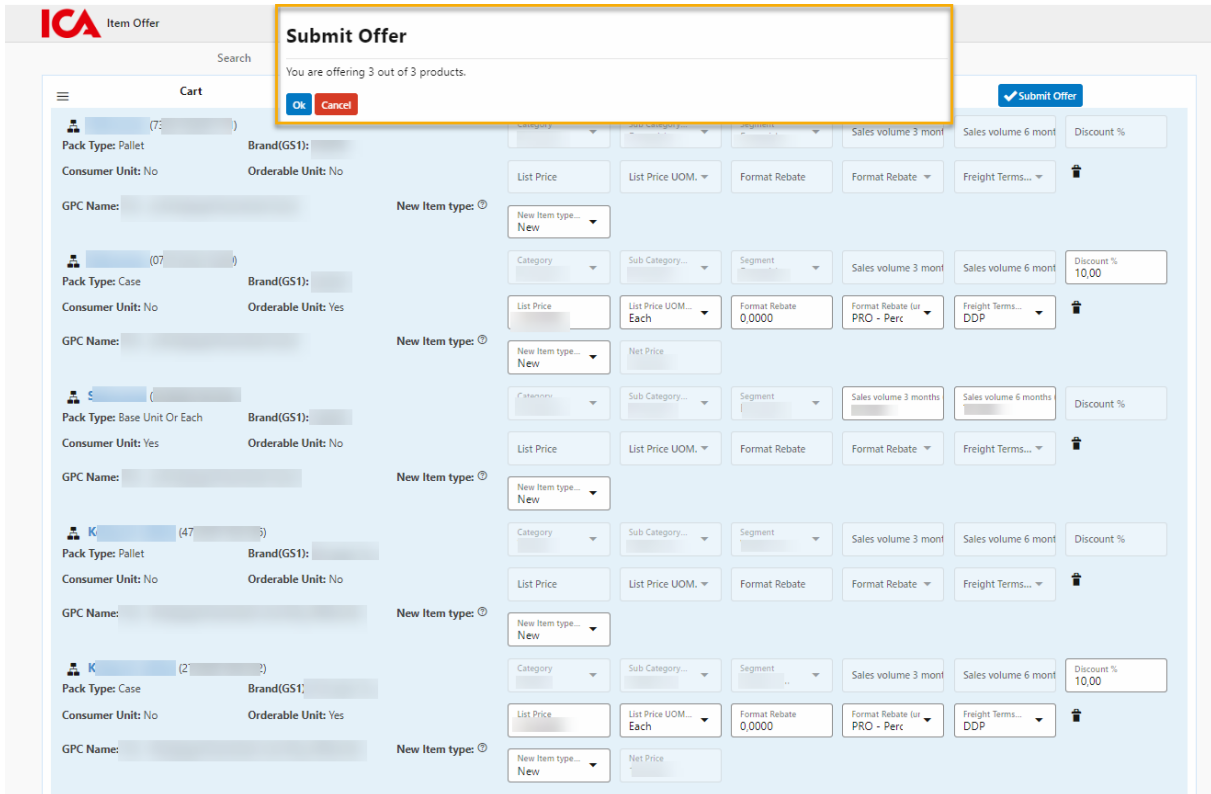 ICA Item Offer
Submit Offer
You are offering 3 out of 3 products.
Ok Cancel
Search
Cart
Submit Offer
(73 )
Pack Type: Pallet Brand(GS1):
Consumer Unit: No Orderable Unit: No
GPC Name: New Item type:
Category Sub Category... Segment Sales volume 3 mont Sales volume 6 mont Discount %
List Price List Price UOM. Format Rebate Format Rebate Freight Terms...
New Item type...
New
(07 )
Pack Type: Case Brand(GS1):
Consumer Unit: No Orderable Unit: Yes
GPC Name: New Item type:
Category Sub Category... Segment Sales volume 3 mont Sales volume 6 mont Discount %
10,00
List Price List Price UOM... Format Rebate Format Rebate (ur Freight Terms...
Each 0,0000 PRO - Perc DDP
New Item type... Net Price
New
S (
Pack Type: Base Unit Or Each Brand(GS1):
Consumer Unit: Yes Orderable Unit: No
GPC Name: New Item type:
Category Sub Category... Segment Sales volume 3 months Sales volume 6 months Discount %
List Price List Price UOM. Format Rebate Format Rebate Freight Terms...
New Item type...
New
K (47 5)
Pack Type: Pallet Brand(GS1):
Consumer Unit: No Orderable Unit: No
GPC Name: New Item type:
Category Sub Category... Segment Sales volume 3 mont Sales volume 6 mont Discount %
List Price List Price UOM. Format Rebate Format Rebate Freight Terms...
New Item type...
New
K (2 2)
Pack Type: Case Brand(GS1)
Consumer Unit: No Orderable Unit: Yes
GPC Name: New Item type:
Category Sub Category... Segment Sales volume 3 mont Sales volume 6 mont Discount %
10,00
List Price List Price UOM... Format Rebate Format Rebate (ur Freight Terms...
Each 0,0000 PRO - Perc DDP
New Item type... Net Price
New